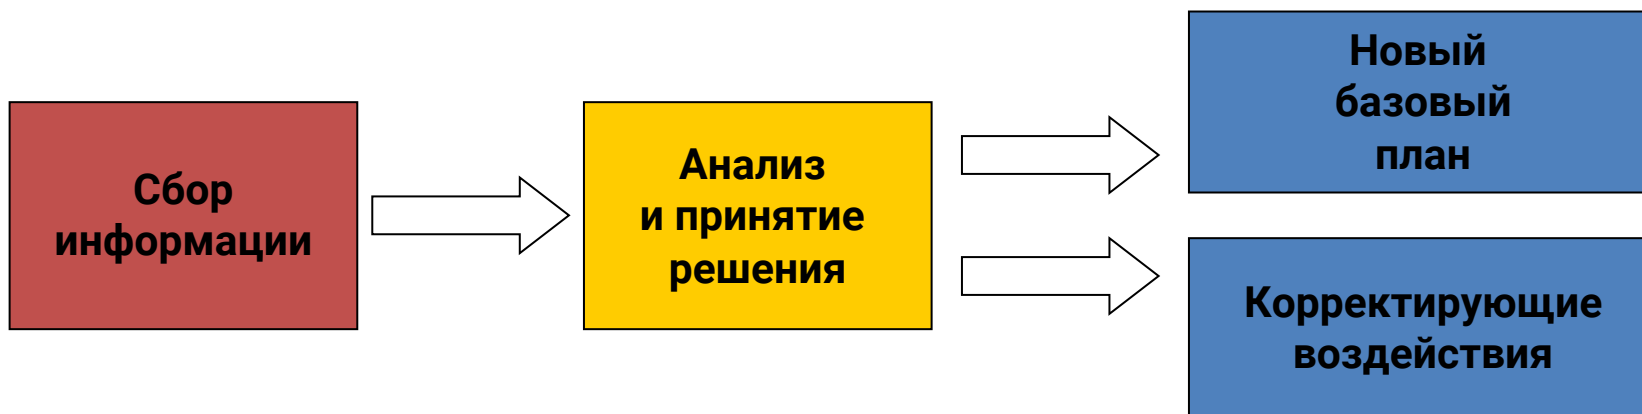 Сбор
информации
Анализ
и принятие
решения
Новый
базовый
план
Корректирующие
воздействия